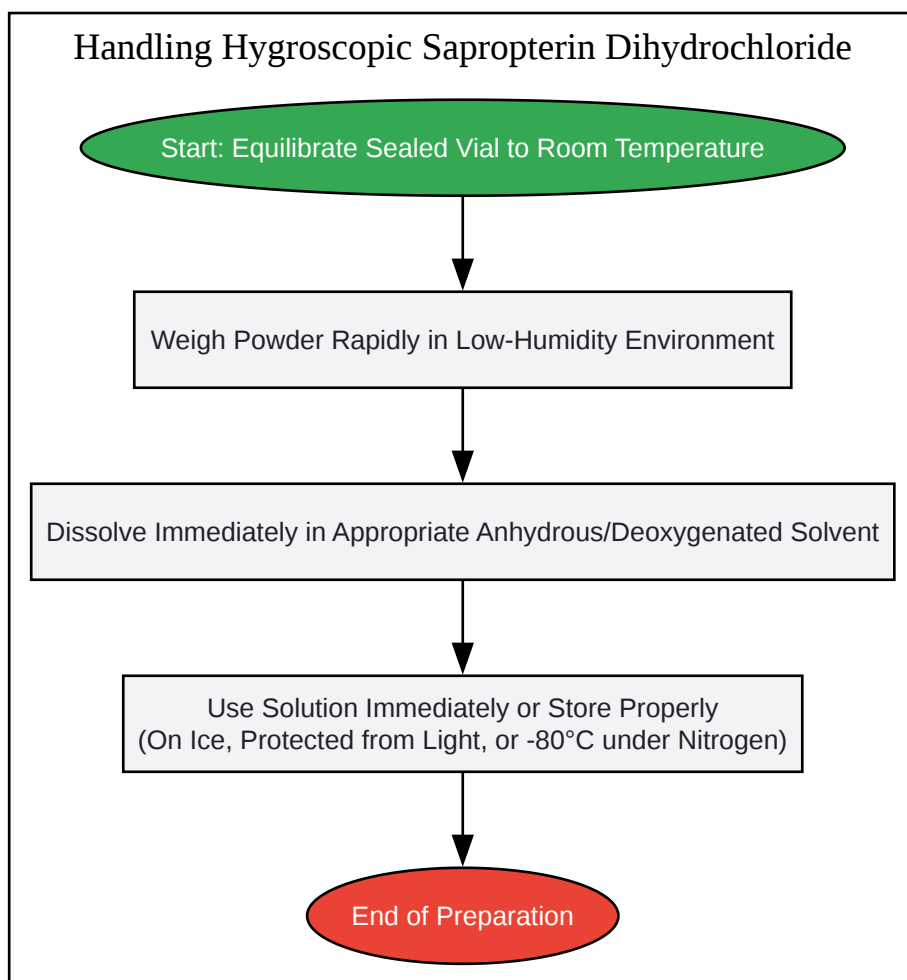 Handling Hygroscopic Sapropterin Dihydrochloride
Start: Equilibrate Sealed Vial to Room Temperature
Weigh Powder Rapidly in Low-Humidity Environment
Dissolve Immediately in Appropriate Anhydrous/Deoxygenated Solvent
Use Solution Immediately or Store Properly
(On Ice, Protected from Light, or -80°C under Nitrogen)
End of Preparation